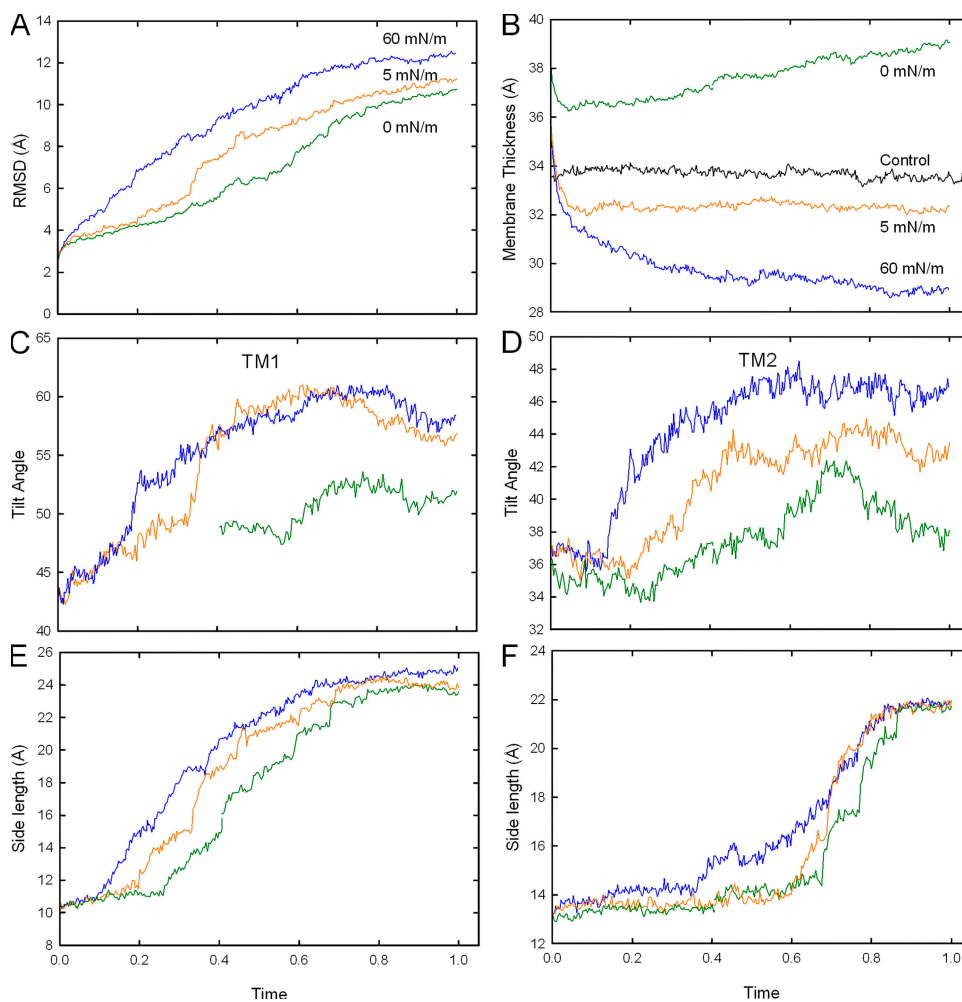 A
14
12
10
8
6
4
2
0
RMSD (Å)
60 mN/m
5 mN/m
0 mN/m
B
40
38
36
34
32
30
28
Membrane Thickness (Å)
0 mN/m
Control
5 mN/m
60 mN/m
C
65
60
55
50
45
40
Tilt Angle
TM1
D
50
48
46
44
42
40
38
36
34
32
Tilt Angle
TM2
E
26
24
22
20
18
16
14
12
10
8
Side length (Å)
0.0 0.2 0.4 0.6 0.8 1.0
Time
F
24
22
20
18
16
14
12
Side length (Å)
0.0 0.2 0.4 0.6 0.8 1.0
Time